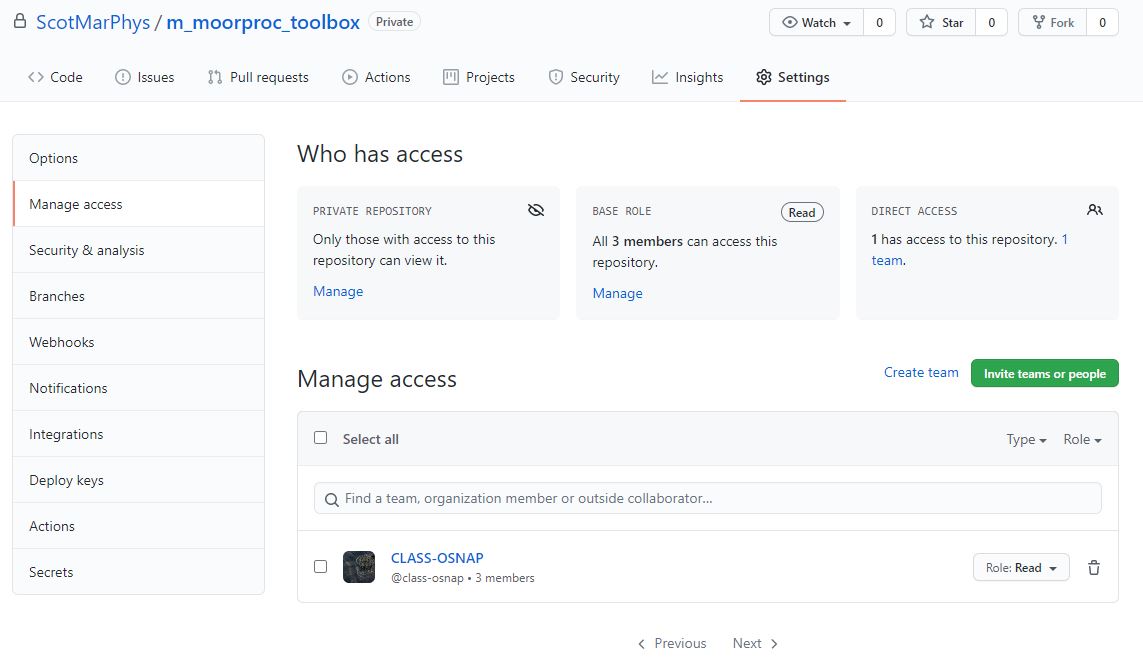 ScotMarPhys / m_moorproc_toolbox Private
Watch 0 Star 0 Fork 0
Code Issues Pull requests Actions Projects Security Insights Settings
Options
Manage access
Security & analysis
Branches
Webhooks
Notifications
Integrations
Deploy keys
Actions
Secrets
Who has access
PRIVATE REPOSITORY
Only those with access to this
repository can view it.
Manage
BASE ROLE Read
All 3 members can access this
repository.
Manage
DIRECT ACCESS
1 has access to this repository. 1
team.
Manage access
Create team Invite teams or people
Select all Type Role
Find a team, organization member or outside collaborator...
CLASS-OSNAP
@class-osnap • 3 members
Role: Read
Previous Next